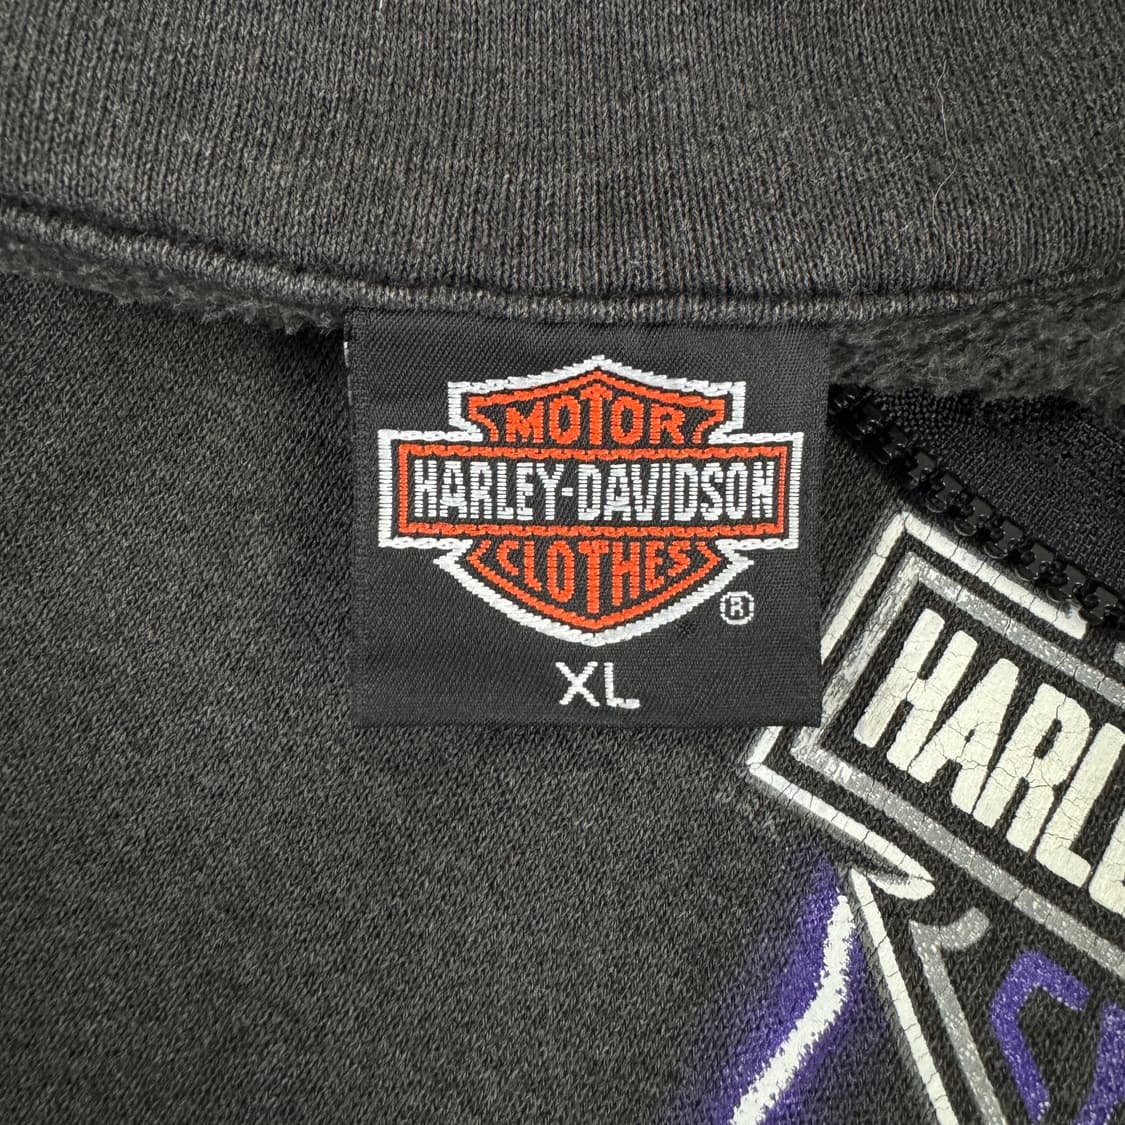 MOTOR
HARLEY-DAVIDSON
CLOTHES
®
XL
HARL